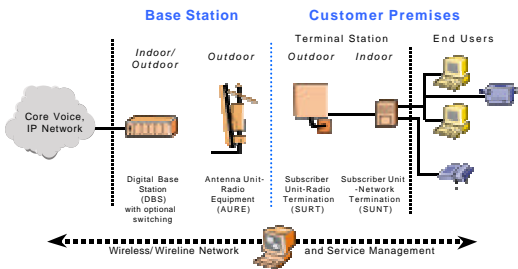 Base Station
Customer Premises
Terminal Station
End Users
Indoor/
Outdoor
Outdoor
Outdoor
Indoor
Core Voice,
IP Network
Digital Base
Station
(DBS)
with optional
switching
Antenna Unit-
Radio
Equipment
(AURE)
Subscriber
Unit-Radio
Termination
(SURT)
Subscriber Unit
-Network
Termination
(SUNT)
Wireless/Wireline Network
and Service Management